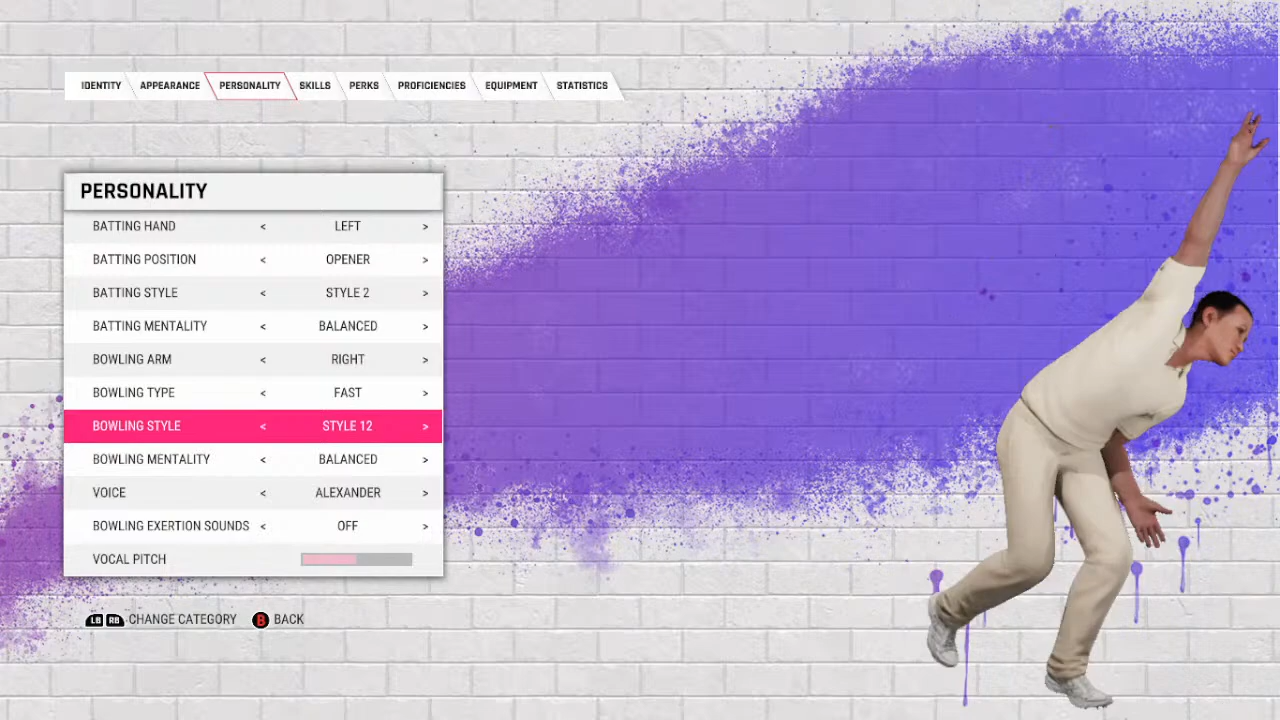 IDENTITY APPEARANCE PERSONALITY SKILLS PERKS PROFICIENCIES EQUIPMENT STATISTICS
PERSONALITY
BATTING HAND < LEFT >
BATTING POSITION < OPENER >
BATTING STYLE < STYLE 2 >
BATTING MENTALITY < BALANCED >
BOWLING ARM < RIGHT >
BOWLING TYPE < FAST >
BOWLING STYLE < STYLE 12 >
BOWLING MENTALITY < BALANCED >
VOICE < ALEXANDER >
BOWLING EXERTION SOUNDS < OFF >
VOCAL PITCH
LB RB CHANGE CATEGORY B BACK